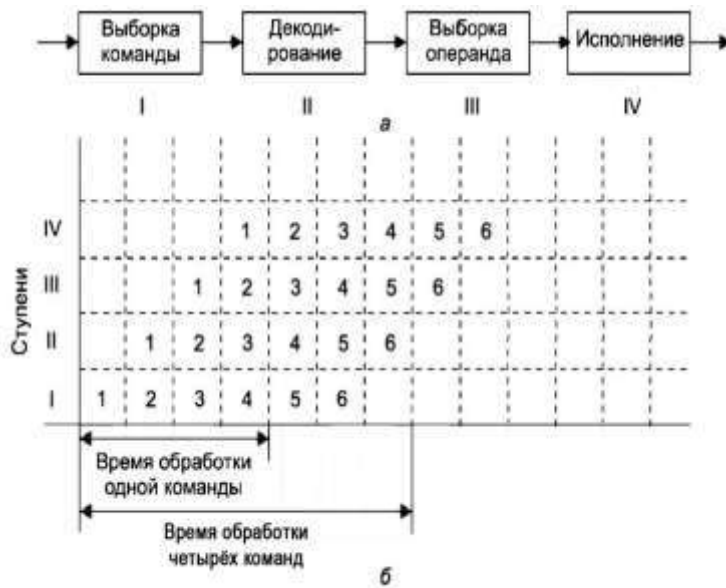 Выборка
команды
Декоди-
рование
Выборка
операнда
Исполнение
I II III IV
а
IV 1 2 3 4 5 6
III 1 2 3 4 5 6
II 1 2 3 4 5 6
I 1 2 3 4 5 6
Ступени
Время обработки
одной команды
Время обработки
четырёх команд
б